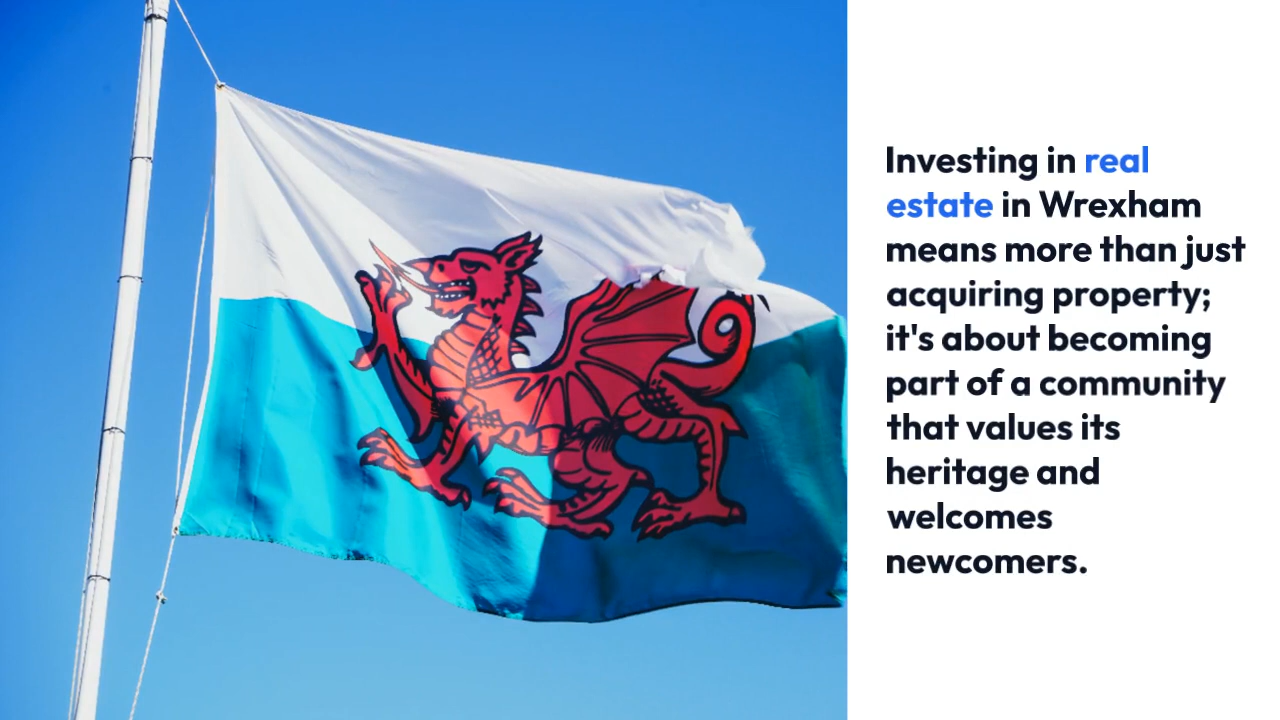 Investing in real
estate in Wrexham
means more than just
acquiring property;
it's about becoming
part of a community
that values its
heritage and
welcomes
newcomers.